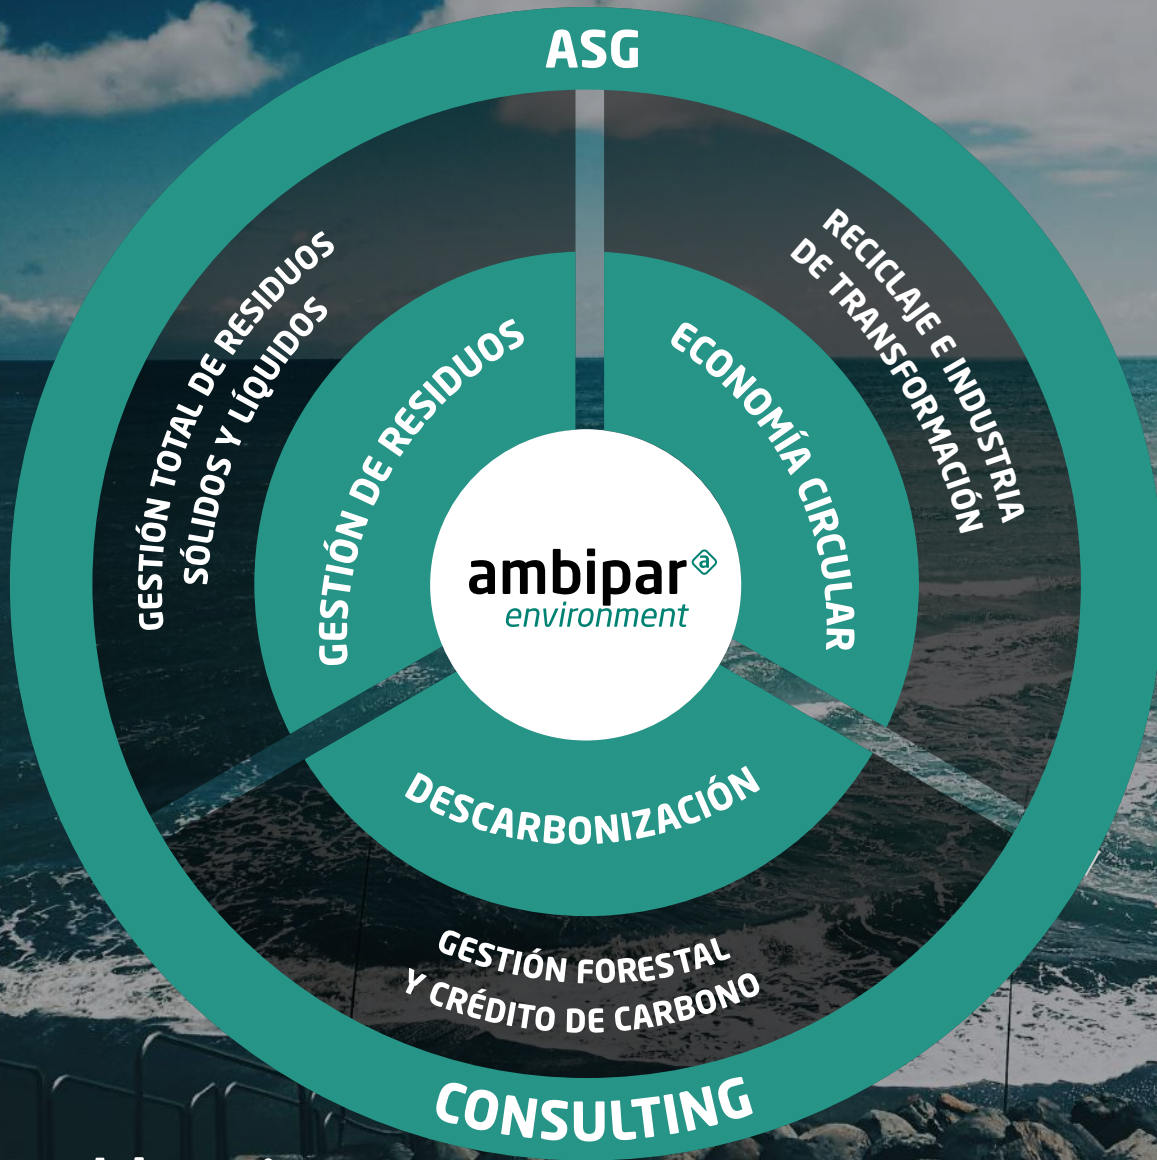 ASG
GESTIÓN TOTAL DE RESIDUOS
SÓLIDOS Y LÍQUIDOS
GESTIÓN DE RESIDUOS
ECONOMÍA CIRCULAR
RECICLAJE E INDUSTRIA
DE TRANSFORMACIÓN
ambipar
environment
DESCARBONIZACIÓN
GESTIÓN FORESTAL
Y CRÉDITO DE CARBONO
CONSULTING